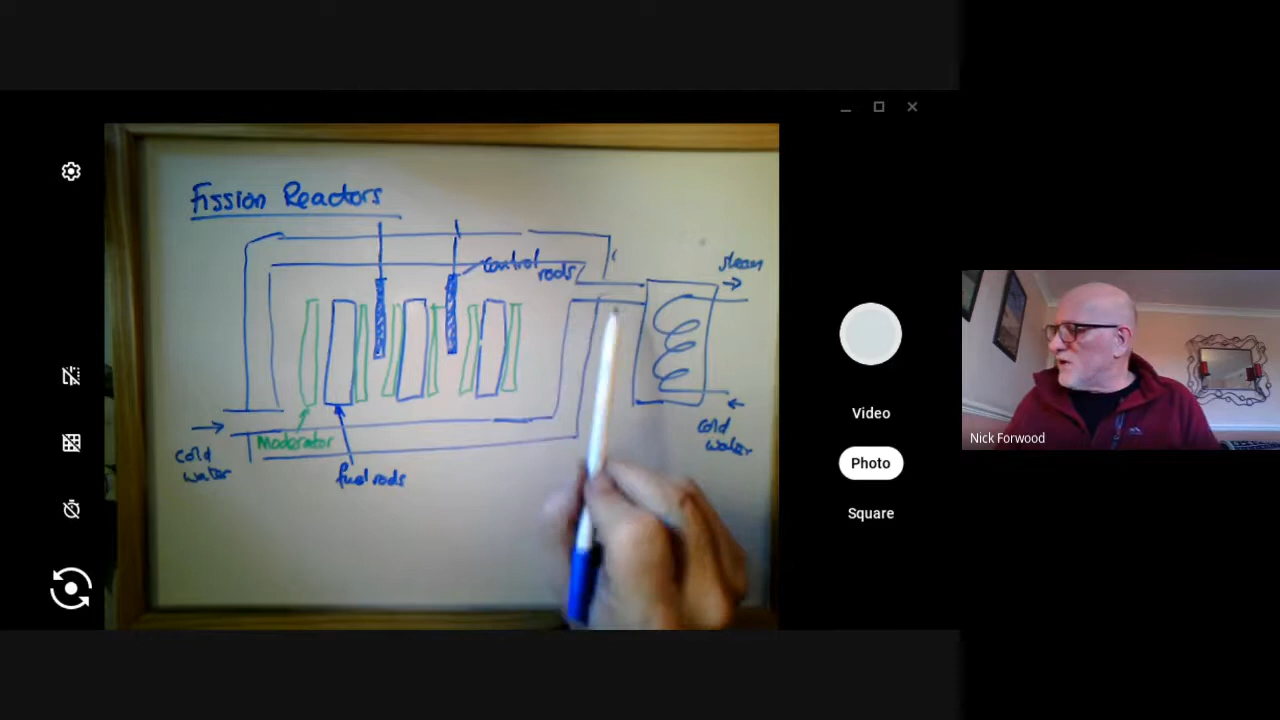 Fission Reactors
control
rods
steam
cold
water
Moderator
fuel rods
cold
water
Video
Photo
Square
Nick Forwood